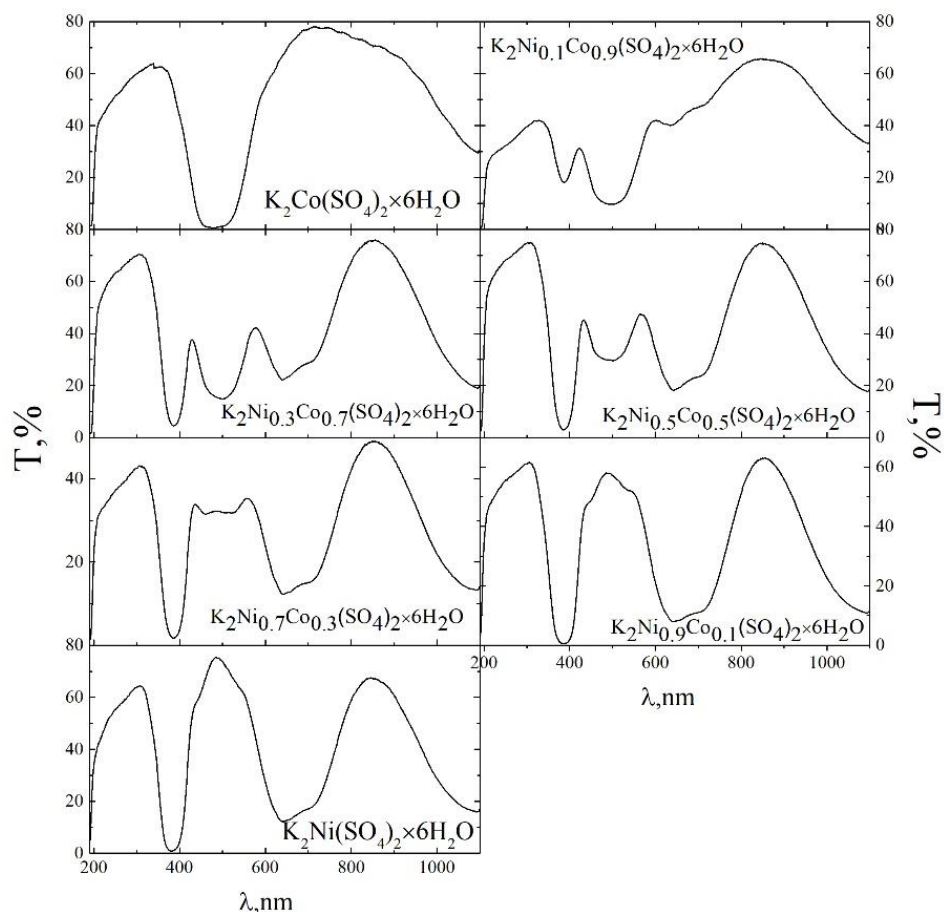 80
60
40
20
K₂Co(SO₄)₂×6H₂O
K₂Ni₀.₁Co₀.₉(SO₄)₂×6H₂O
80
60
40
20
80
60
40
20
0
K₂Ni₀.₃Co₀.₇(SO₄)₂×6H₂O
K₂Ni₀.₅Co₀.₅(SO₄)₂×6H₂O
80
60
40
20
0
T,%
T,%
40
20
K₂Ni₀.₇Co₀.₃(SO₄)₂×6H₂O
K₂Ni₀.₉Co₀.₁(SO₄)₂×6H₂O
60
40
20
0
200 400 600 800 1000
λ,nm
80
60
40
20
0
K₂Ni(SO₄)₂×6H₂O
200 400 600 800 1000
λ,nm